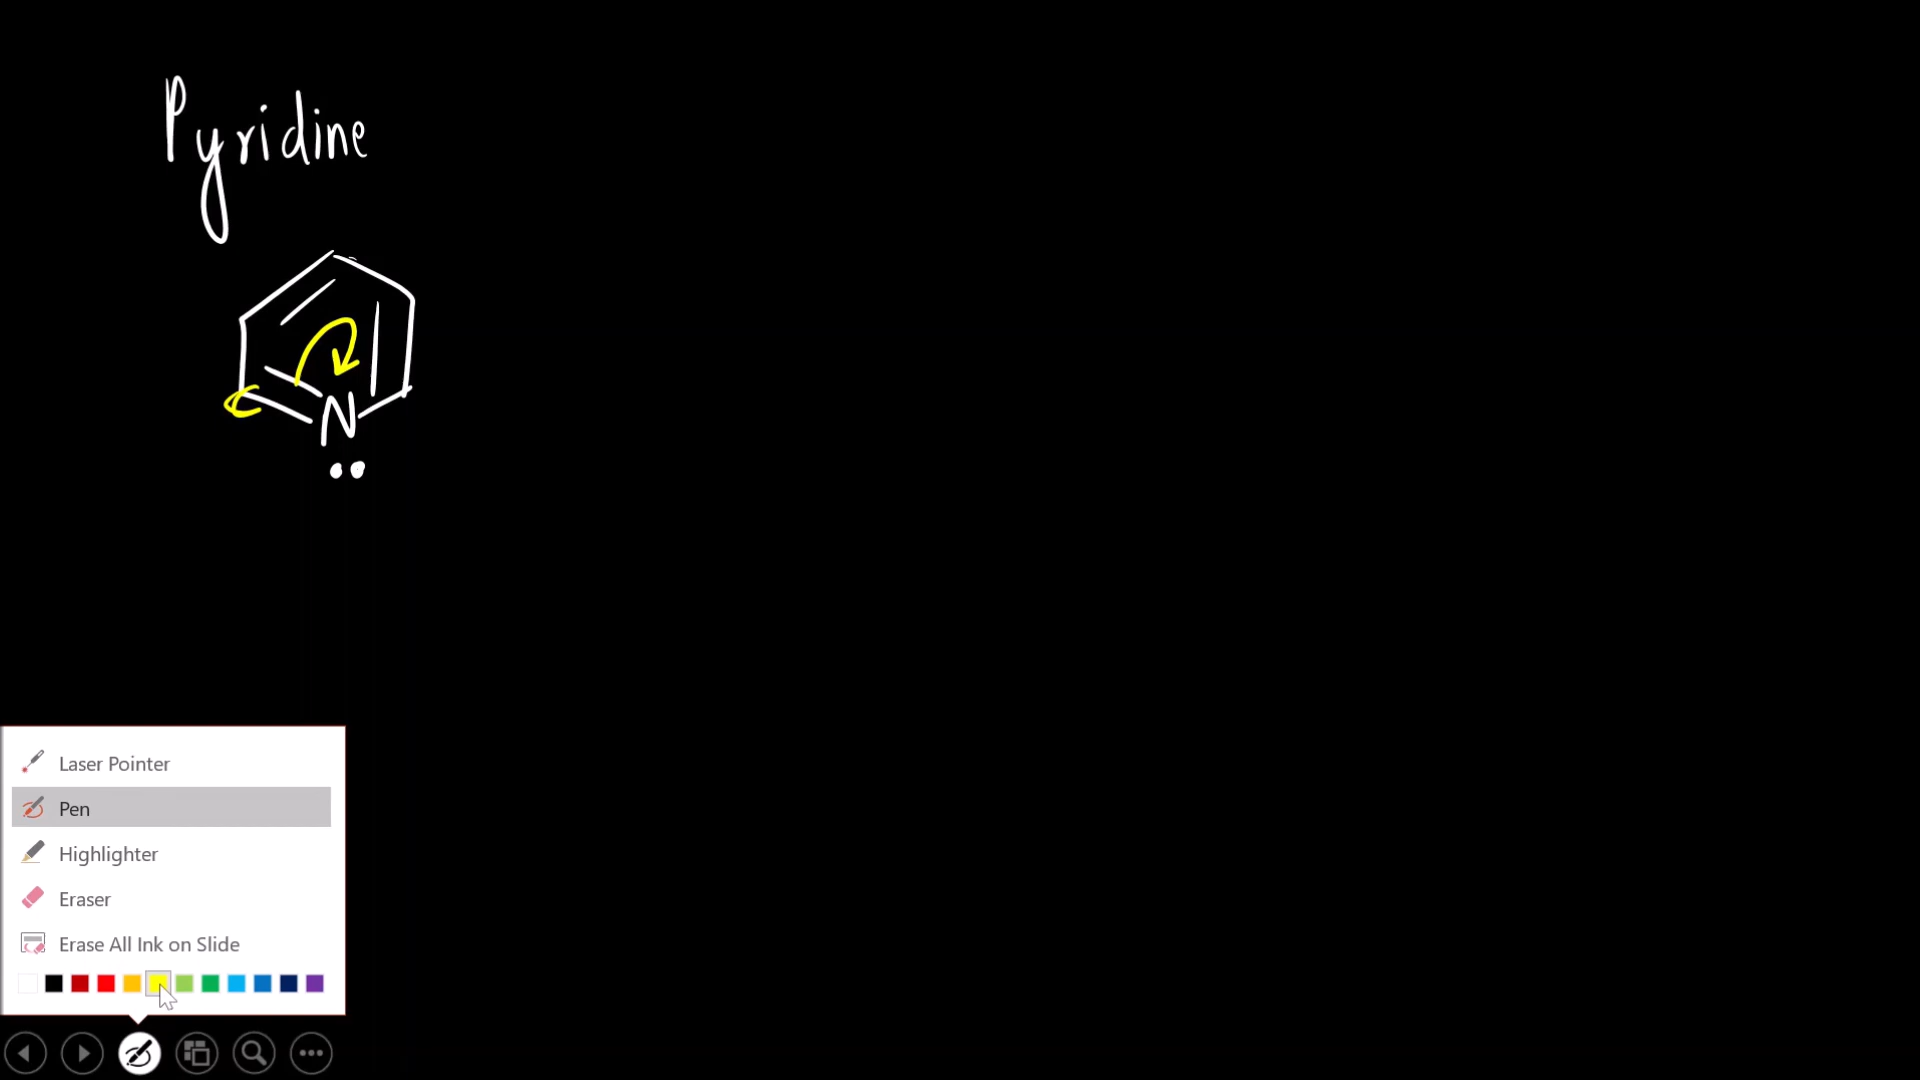 Pyridine
N
Laser Pointer
Pen
Highlighter
Eraser
Erase All Ink on Slide